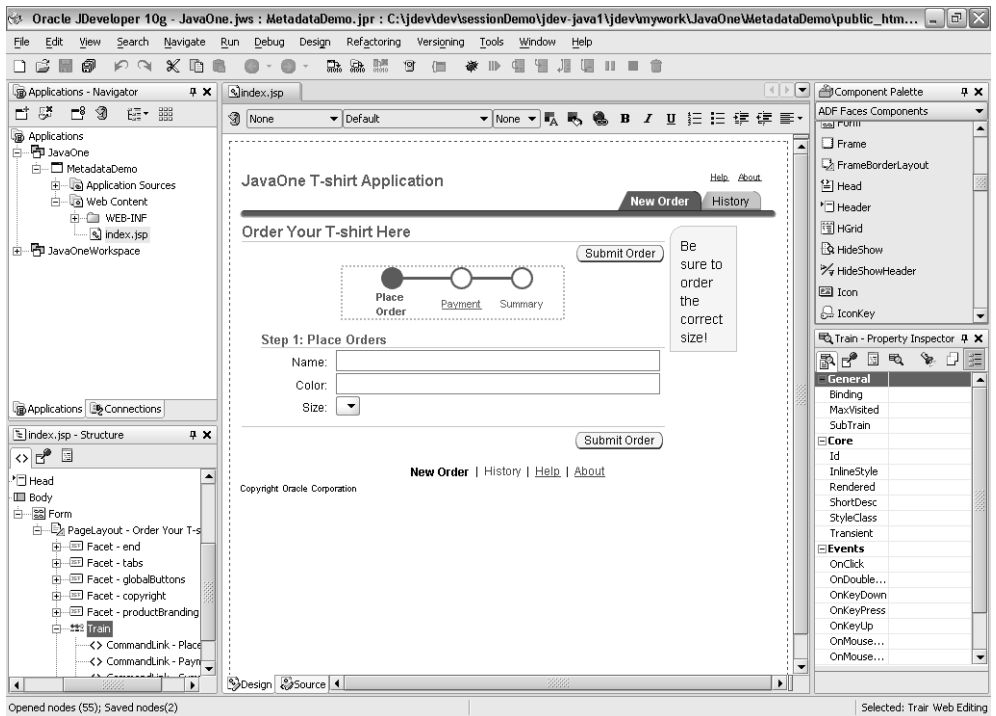 Oracle JDeveloper 10g - JavaOne.jws : MetadataDemo.jpr : C:\jdev\dev\sessionDemo\jdev-java1\jdev\mywork\JavaOne\MetadataDemo\public_htm...
File Edit View Search Navigate Run Debug Design Refactoring Versioning Tools Window Help
Applications - Navigator
Applications
JavaOne
MetadataDemo
Application Sources
Web Content
WEB-INF
index.jsp
JavaOneWorkspace
Applications Connections
index.jsp - Structure
Head
Body
Form
PageLayout - Order Your T-s
Facet - end
Facet - tabs
Facet - globalButtons
Facet - copyright
Facet - productBranding
Train
CommandLink - Place
CommandLink - Paym
index.jsp
None Default None B I U
JavaOne T-shirt Application
Help About
New Order History
Order Your T-shirt Here
Submit Order
Be
sure to
order
the
correct
size!
Place
Order
Payment
Summary
Step 1: Place Orders
Name:
Color:
Size:
Submit Order
New Order | History | Help | About
Copyright Oracle Corporation
Design Source
Component Palette
ADF Faces Components
Form
Frame
FrameBorderLayout
Head
Header
HGrid
HideShow
HideShowHeader
Icon
IconKey
Train - Property Inspector
General
Binding
MaxVisited
SubTrain
Core
Id
InlineStyle
Rendered
ShortDesc
StyleClass
Transient
Events
OnClick
OnDouble...
OnKeyDown
OnKeyPress
OnKeyUp
OnMouse...
OnMouse...
Opened nodes (55); Saved nodes(2)
Selected: Trair Web Editing